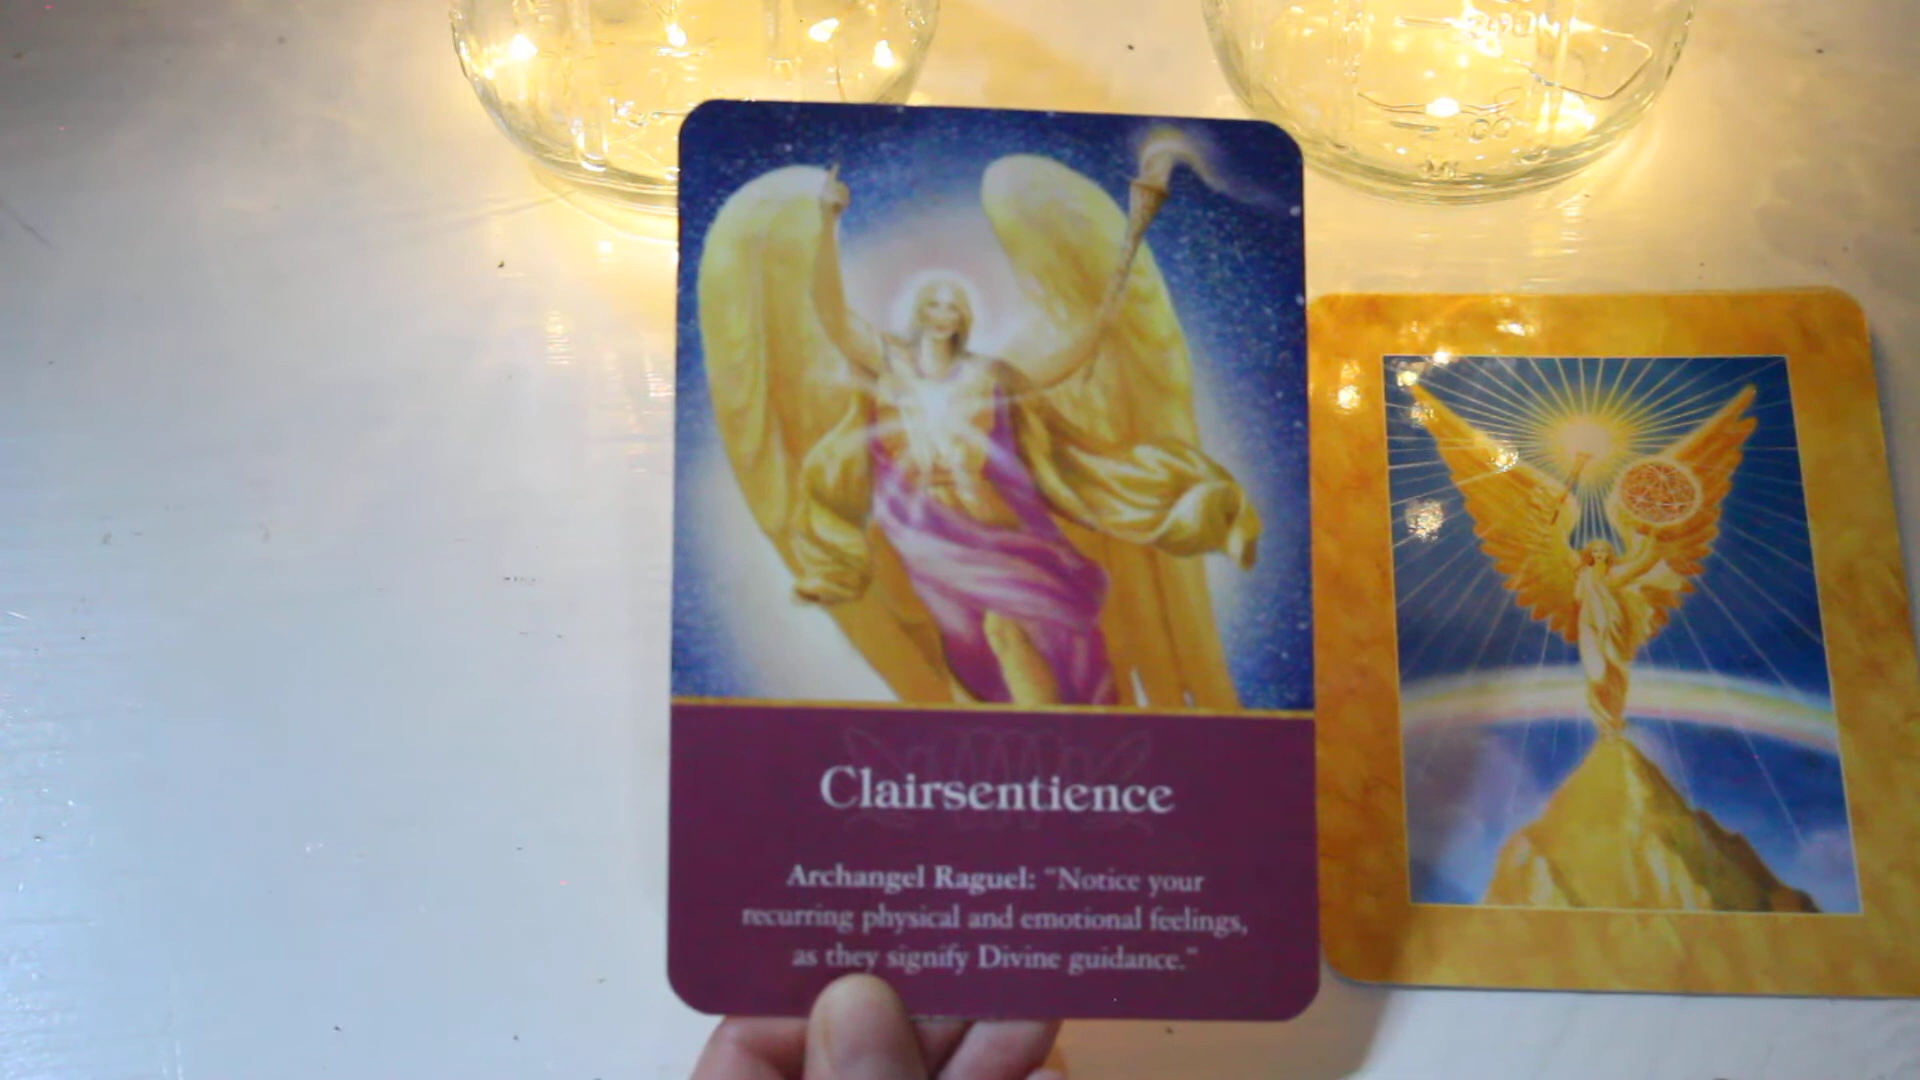 Clairsentience
Archangel Raguel: "Notice your
recurring physical and emotional feelings,
as they signify Divine guidance."